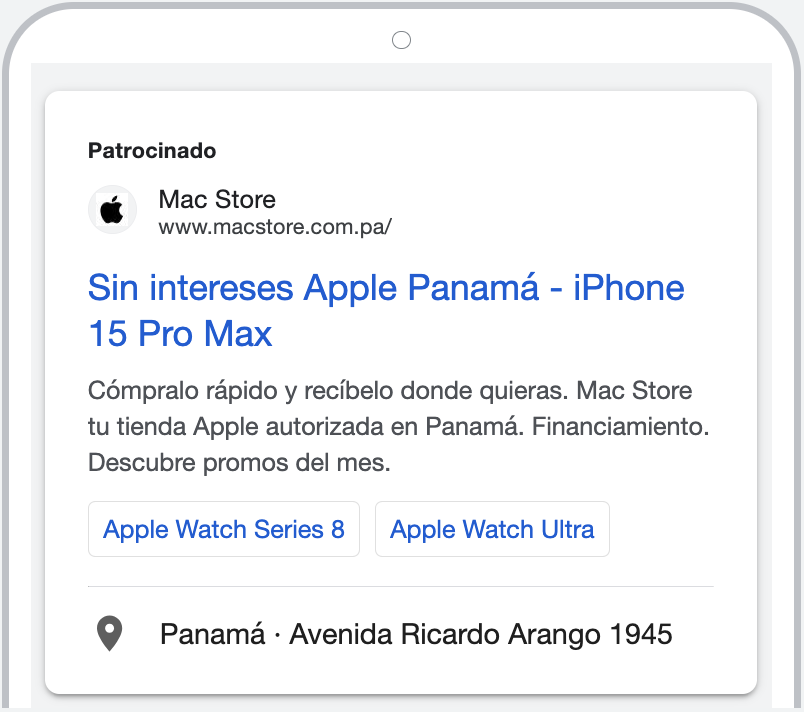 Patrocinado
Mac Store
www.macstore.com.pa/
Sin intereses Apple Panamá - iPhone
15 Pro Max
Cómpralo rápido y recíbelo donde quieras. Mac Store
tu tienda Apple autorizada en Panamá. Financiamiento.
Descubre promos del mes.
Apple Watch Series 8
Apple Watch Ultra
Panamá · Avenida Ricardo Arango 1945